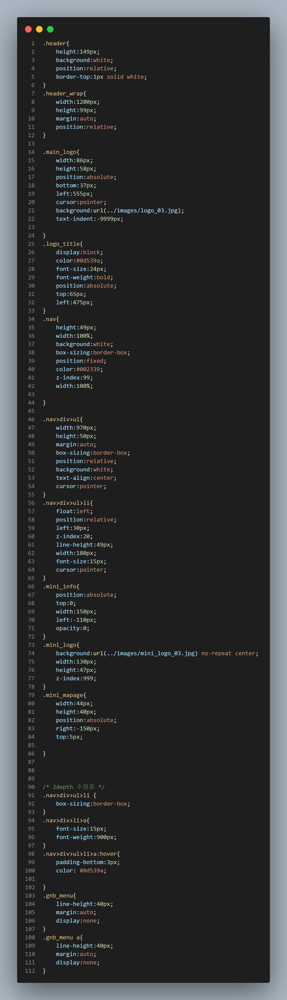 1 .header{
2     height:149px;
3     background:white;
4     position:relative;
5     border-top:1px solid white;
6 }
7 .header_wrap{
8     width:1200px;
9     height:99px;
10     margin:auto;
11     position:relative;
12 }
13
14 .main_logo{
15     width:86px;
16     height:58px;
17     position:absolute;
18     bottom:37px;
19     left:555px;
20     cursor:pointer;
21     background:url(../images/logo_03.jpg);
22     text-indent:-9999px;
23
24 }
25 .logo_title{
26     display:block;
27     color:#0d539a;
28     font-size:24px;
29     font-weight:bold;
30     position:absolute;
31     top:65px;
32     left:475px;
33 }
34 .nav{
35     height:49px;
36     width:100%;
37     background:white;
38     box-sizing:border-box;
39     position:fixed;
40     color:#002339;
41     z-index:99;
42     width:100%;
43
44 }
45
46 .nav>div>ul{
47     width:970px;
48     height:50px;
49     margin:auto;
50     box-sizing:border-box;
51     position:relative;
52     background:white;
53     text-align:center;
54     cursor:pointer;
55 }
56 .nav>div>ul>li{
57     float:left;
58     position:relative;
59     left:30px;
60     z-index:20;
61     line-height:49px;
62     width:180px;
63     font-size:15px;
64     cursor:pointer;
65 }
66 .mini_info{
67     position:absolute;
68     top:0;
69     width:150px;
70     left:-110px;
71     opacity:0;
72 }
73 .mini_logo{
74     background:url(../images/mini_logo_03.jpg) no-repeat center;
75     width:130px;
76     height:47px;
77     z-index:999;
78 }
79 .mini_mapage{
80     width:44px;
81     height:40px;
82     position:absolute;
83     right:-150px;
84     top:5px;
85
86 }
87
88
89
90 /* 2depth 수정중 */
91 .nav>div>ul>li {
92     box-sizing:border-box;
93 }
94 .nav>div>li>a{
95     font-size:15px;
96     font-weight:900px;
97 }
98 .nav>div>ul>li>a:hover{
99     padding-bottom:3px;
100     color: #0d539a;
101
102 }
103 .gnb_menu{
104     line-height:40px;
105     margin:auto;
106     display:none;
107 }
108 .gnb_menu a{
109     line-height:40px;
110     margin:auto;
111     display:none;
112 }